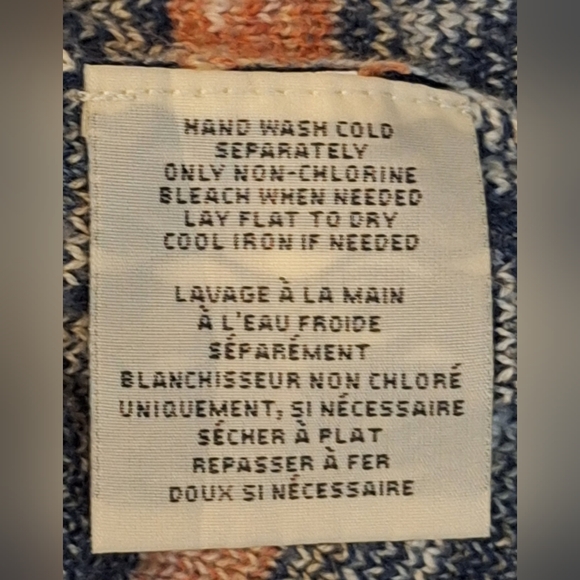 HAND WASH COLD
SEPARATELY
ONLY NON-CHLORINE
BLEACH WHEN NEEDED
LAY FLAT TO DRY
COOL IRON IF NEEDED
LAVAGE À LA MAIN
À L'EAU FROIDE
SÉPARÉMENT
BLANCHISSEUR NON CHLORÉ
UNIQUEMENT, SI NÉCESSAIRE
SÉCHER À PLAT
REPASSER À FER
DOUX SI NÉCESSAIRE